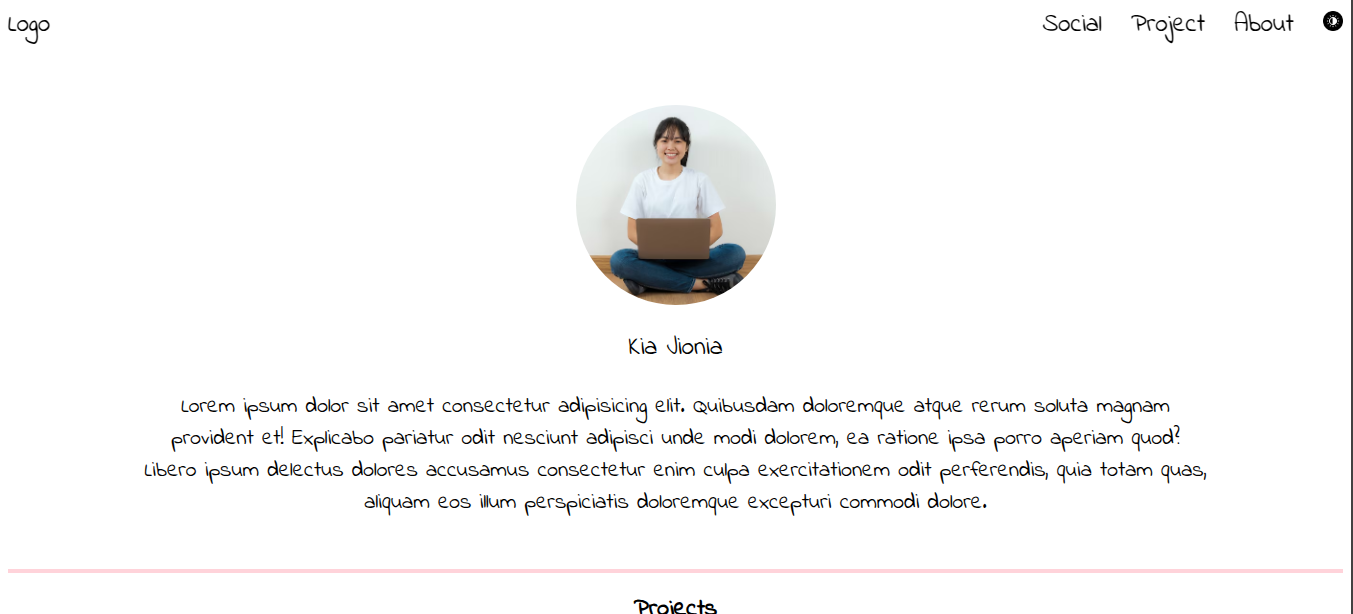 Logo
Social Project About
Kia Jionia
Lorem ipsum dolor sit amet consectetur adipisicing elit. Quibusdam doloremque atque rerum soluta magnam
provident et! Explicabo pariatur odit nesciunt adipisci unde modi dolorem, ea ratione ipsa porro aperiam quod?
Libero ipsum delectus dolores accusamus consectetur enim culpa exercitationem odit perferendis, quia totam quas,
aliquam eos illum perspiciatis doloremque excepturi commodi dolore.
Projects